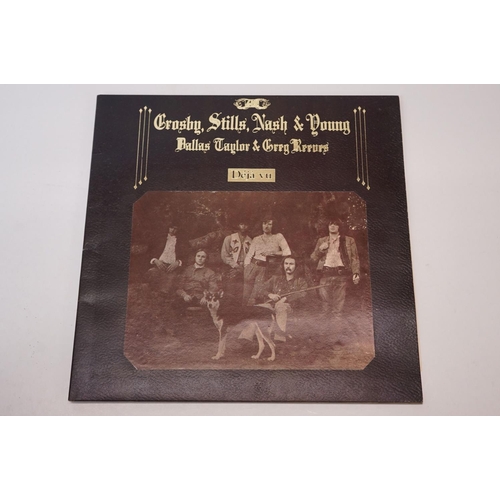 Crosby, Stills, Nash & Young
Dallas Taylor & Greg Reeves
Déjà vu